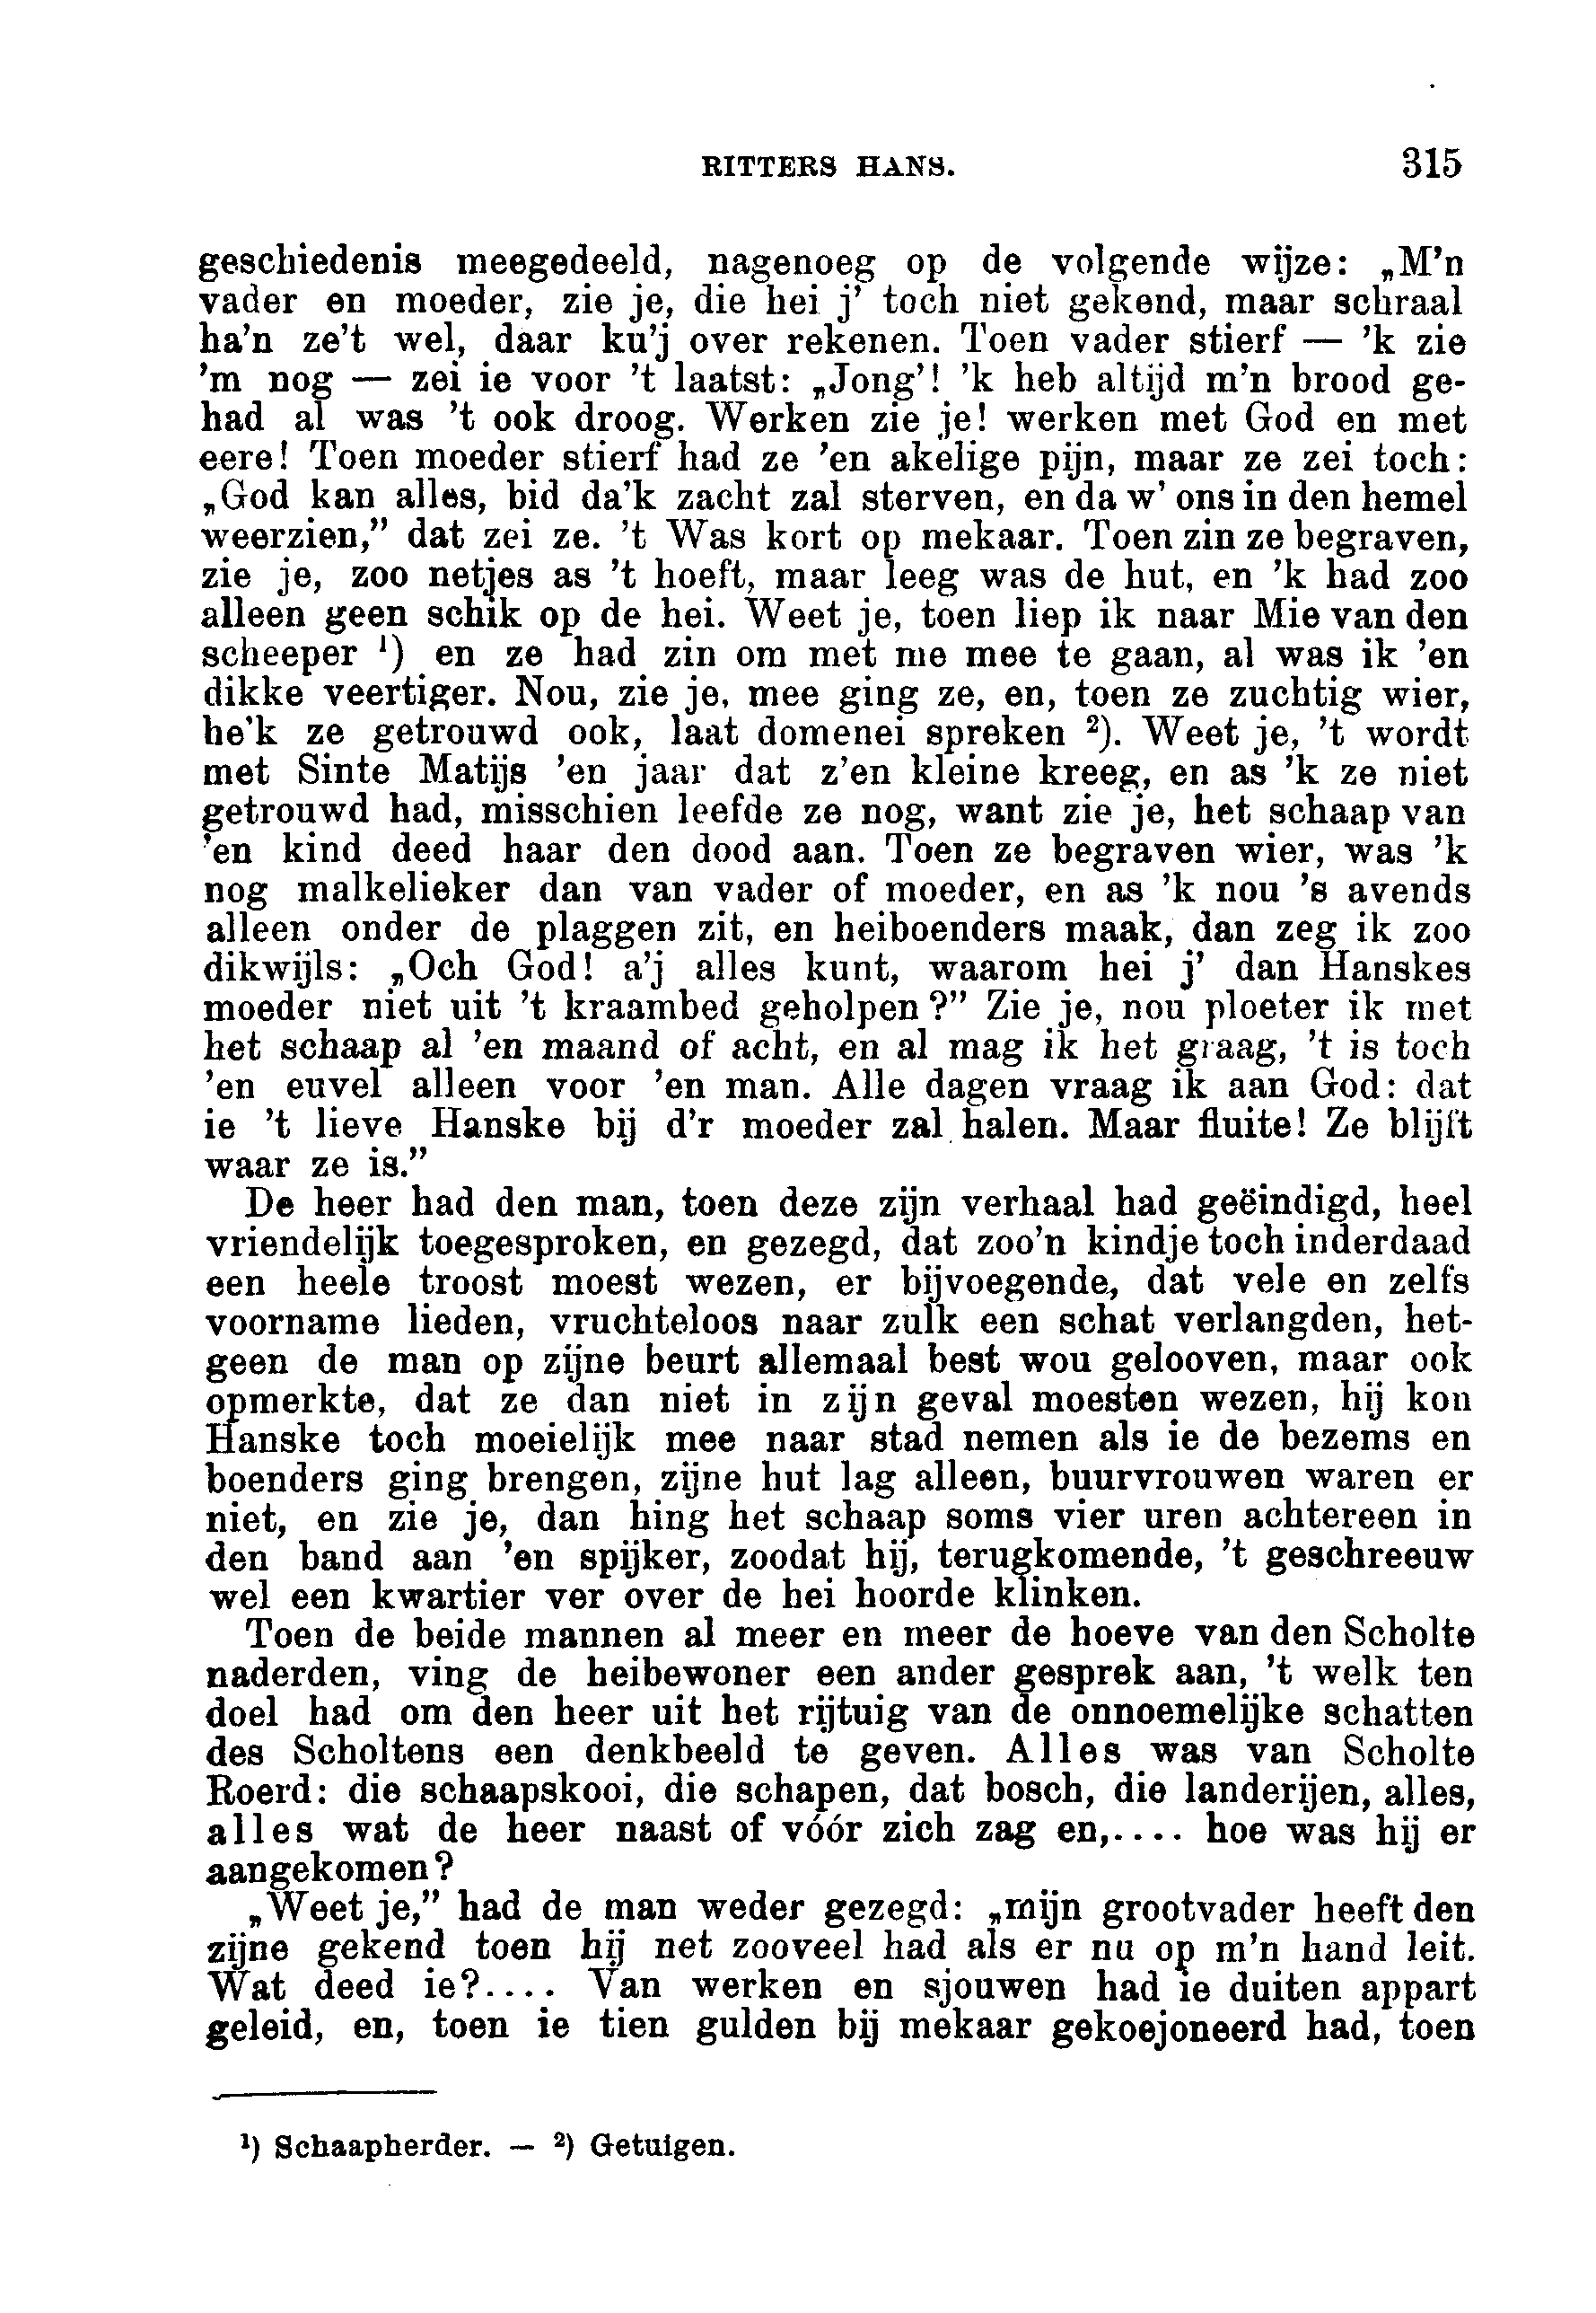 RITTERS HANS. 315
geschiedenis meegedeeld, nagenoeg op de volgende wijze: „M’n
vader en moeder, zie je, die hei j’ toch niet gekend, maar schraal
ha’n ze’t wel, daar ku’j over rekenen. Toen vader stierf — ’k zie
’m nog — zei ie voor ’t laatst: „Jong’! ’k heb altijd m’n brood ge-
had al was ’t ook droog. Werken zie je! werken met God en met
eere! Toen moeder stierf had ze ’en akelige pijn, maar ze zei toch:
„God kan alles, bid da’k zacht zal sterven, en da w’ ons in den hemel
weerzien,” dat zei ze. ’t Was kort op mekaar. Toen zin ze begraven,
zie je, zoo netjes as ’t hoeft, maar leeg was de hut, en ’k had zoo
alleen geen schik op de hei. Weet je, toen liep ik naar Mie van den
scheeper ¹) en ze had zin om met me mee te gaan, al was ik ’en
dikke veertiger. Nou, zie je, mee ging ze, en, toen ze zuchtig wier,
he’k ze getrouwd ook, laat domenei spreken ²). Weet je, ’t wordt
met Sinte Matijs ’en jaar dat z’en kleine kreeg, en as ’k ze niet
getrouwd had, misschien leefde ze nog, want zie je, het schaap van
’en kind deed haar den dood aan. Toen ze begraven wier, was ’k
nog malkelieker dan van vader of moeder, en as ’k nou ’s avends
alleen onder de plaggen zit, en heiboenders maak, dan zeg ik zoo
dikwijls: „Och God! a’j alles kunt, waarom hei j’ dan Hanskes
moeder niet uit ’t kraambed geholpen?” Zie je, nou ploeter ik met
het schaap al ’en maand of acht, en al mag ik het graag, ’t is toch
’en euvel alleen voor ’en man. Alle dagen vraag ik aan God: dat
ie ’t lieve Hanske bij d’r moeder zal halen. Maar fluite! Ze blijft
waar ze is.”
De heer had den man, toen deze zijn verhaal had geëindigd, heel
vriendelijk toegesproken, en gezegd, dat zoo’n kindje toch inderdaad
een heele troost moest wezen, er bijvoegende, dat vele en zelfs
voorname lieden, vruchteloos naar zulk een schat verlangden, het-
geen de man op zijne beurt allemaal best wou gelooven, maar ook
opmerkte, dat ze dan niet in zijn geval moesten wezen, hij kon
Hanske toch moeielijk mee naar stad nemen als ie de bezems en
boenders ging brengen, zijne hut lag alleen, buurvrouwen waren er
niet, en zie je, dan hing het schaap soms vier uren achtereen in
den band aan ’en spijker, zoodat hij, terugkomende, ’t geschreeuw
wel een kwartier ver over de hei hoorde klinken.
Toen de beide mannen al meer en meer de hoeve van den Scholte
naderden, ving de heibewoner een ander gesprek aan, ’t welk ten
doel had om den heer uit het rijtuig van de onnoemelijke schatten
des Scholtens een denkbeeld te geven. Alles was van Scholte
Roerd: die schaapskooi, die schapen, dat bosch, die landerijen, alles,
alles wat de heer naast of vóór zich zag en,.... hoe was hij er
aangekomen?
„Weet je,” had de man weder gezegd: „mijn grootvader heeft den
zijne gekend toen hij net zooveel had als er nu op m’n hand leit.
Wat deed ie?.... Van werken en sjouwen had ie duiten appart
geleid, en, toen ie tien gulden bij mekaar gekoejoneerd had, toen
¹) Schaapherder. — ²) Getuigen.